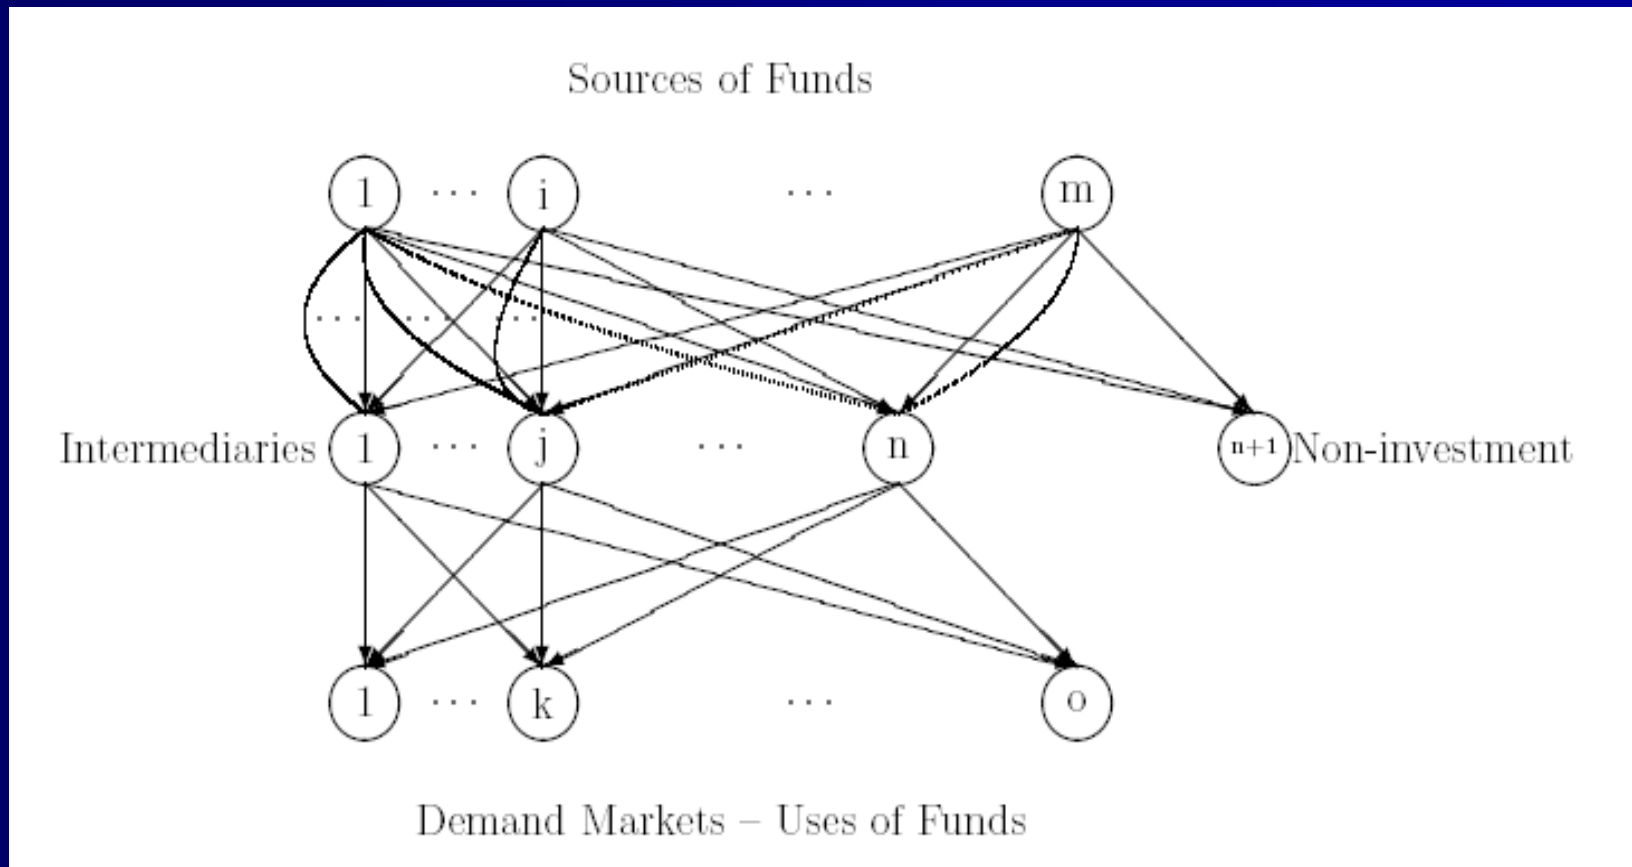 Sources of Funds
1 · · · i · · · m
· · · · · · · · ·
Intermediaries 1 · · · j · · · n n+1 Non-investment
1 · · · k · · · o
Demand Markets – Uses of Funds